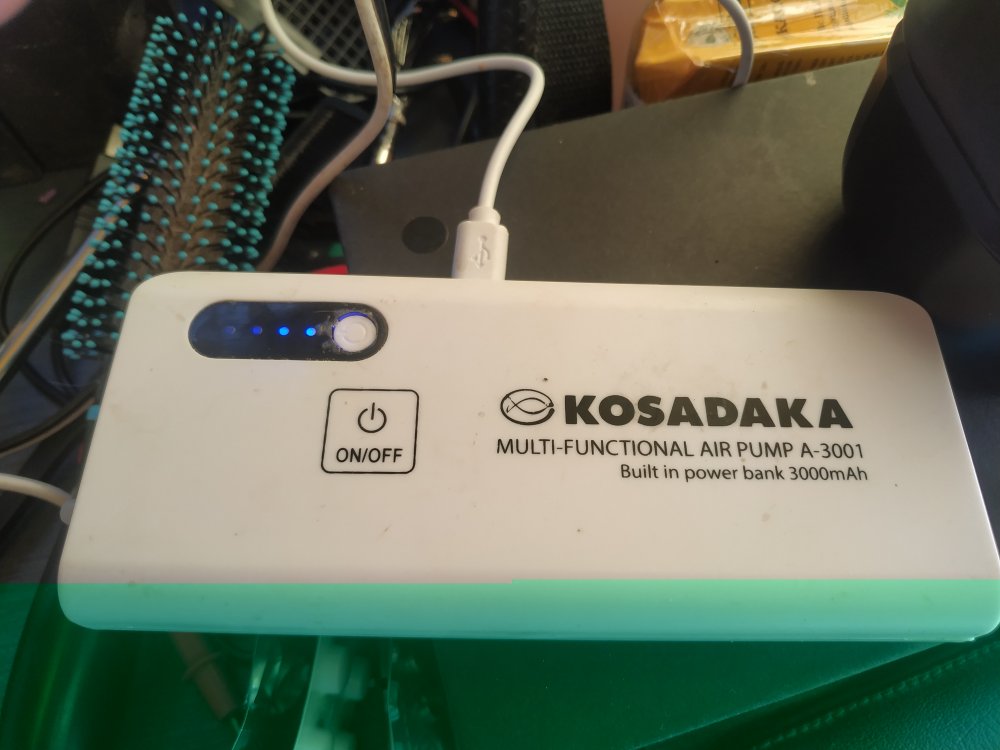 KOSADAKA
MULTI-FUNCTIONAL AIR PUMP A-3001
Built in power bank 3000mAh
ON/OFF